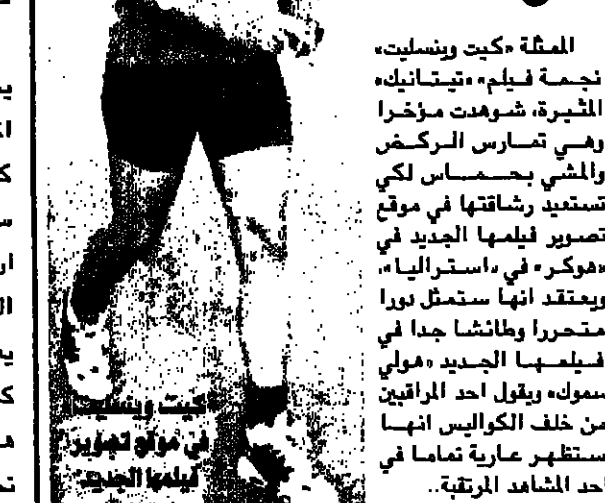 الممثلة «كيت وينسليت»
نجمة فيلم» «تيتانيك»
المثيرة، شوهدت مؤخرا
وهي تمارس الركض
والمشي بحماس لكي
تستعيد رشاقتها في موقع
تصوير فيلمها الجديد في
«هوكر» في «استراليا»،
ويعتقد انها ستمثل دورا
متحررا وطائشا جدا في
فيلمها الجديد «هولي
سموك» ويقول احد المراقبين
من خلف الكواليس انها
ستظهر عارية تماما في
احد المشاهد المرتقبة..
كيت وينسليت
في موقع تصوير
فيلمها الجديد